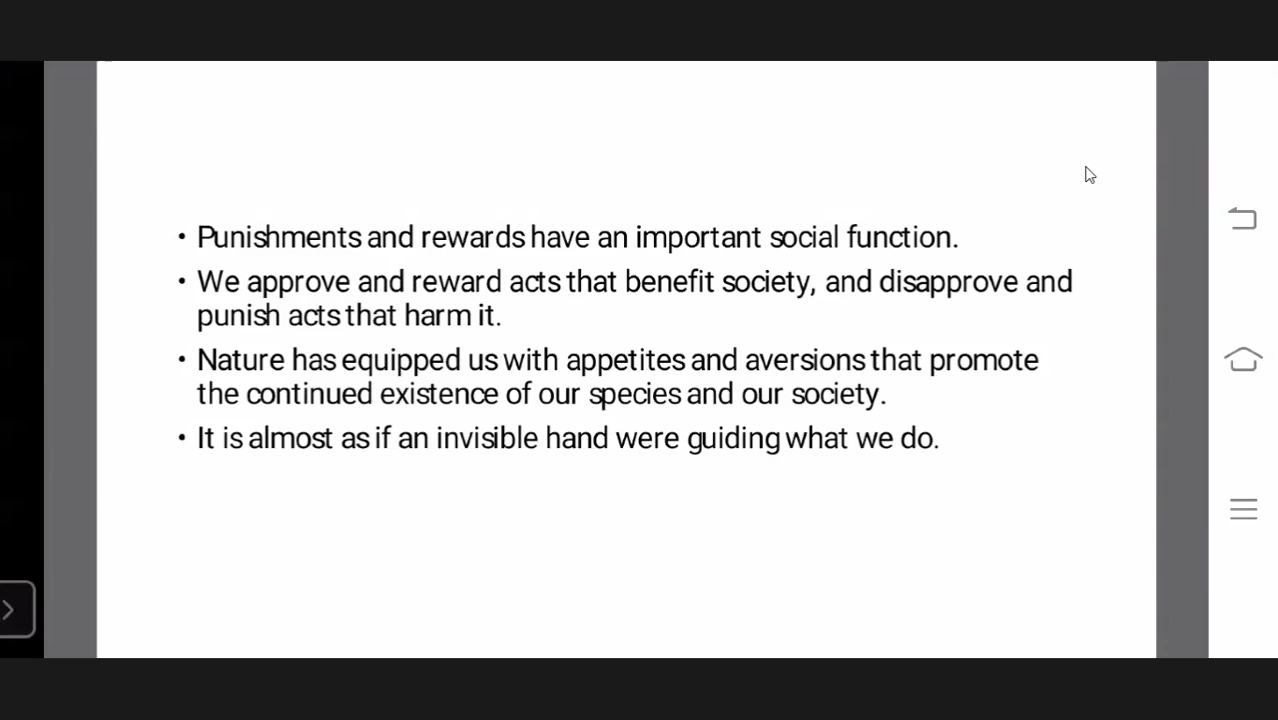 • Punishments and rewards have an important social function.
• We approve and reward acts that benefit society, and disapprove and
punish acts that harm it.
• Nature has equipped us with appetites and aversions that promote
the continued existence of our species and our society.
• It is almost as if an invisible hand were guiding what we do.